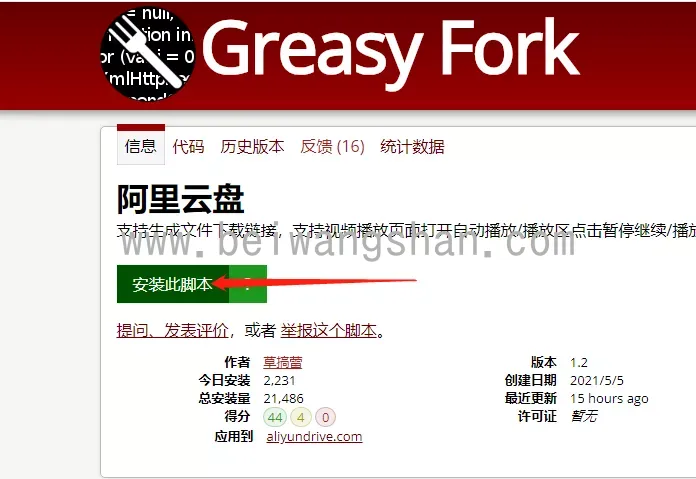 = null,
nction in
or (var i = 0
XmlHttpRe
Greasy Fork
信息 代码 历史版本 反馈 (16) 统计数据
阿里云盘
支持生成文件下载链接，支持视频播放页面打开自动播放/播放区点击暂停继续/播放
www.beiwangshan.com
安装此脚本 ?
提问、发表评价，或者 举报这个脚本。
作者 草摘蕾 版本 1.2
今日安装 2,231 创建日期 2021/5/5
总安装量 21,486 最近更新 15 hours ago
得分 44 4 0 许可证 暂无
应用到 aliyundrive.com